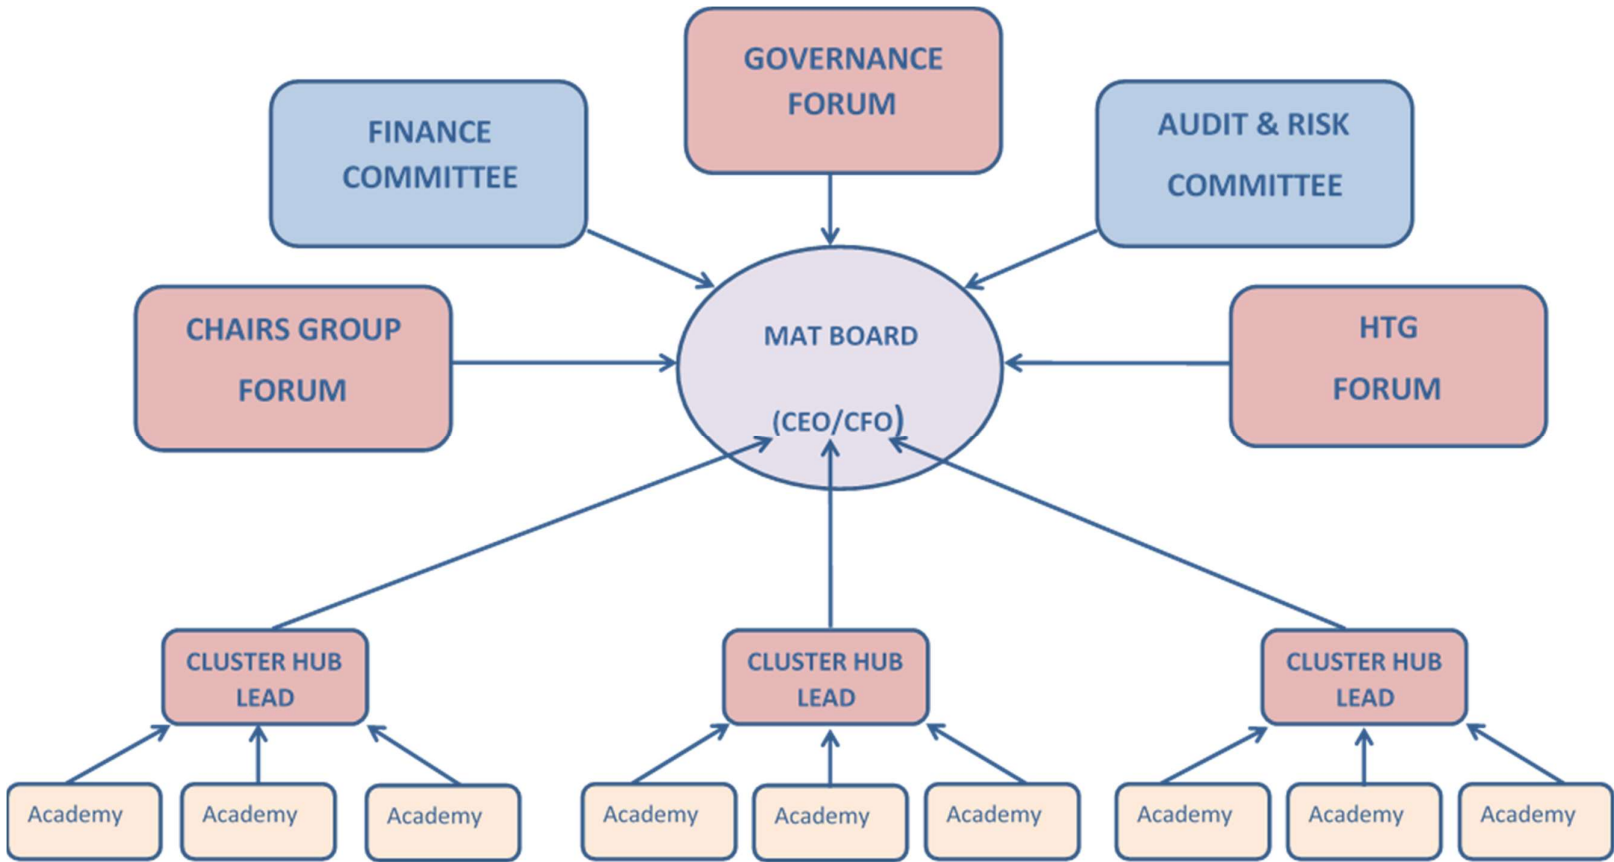 GOVERNANCE
FORUM
FINANCE
COMMITTEE
AUDIT & RISK
COMMITTEE
CHAIRS GROUP
FORUM
MAT BOARD
(CEO/CFO)
HTG
FORUM
CLUSTER HUB
LEAD
CLUSTER HUB
LEAD
CLUSTER HUB
LEAD
Academy
Academy
Academy
Academy
Academy
Academy
Academy
Academy
Academy